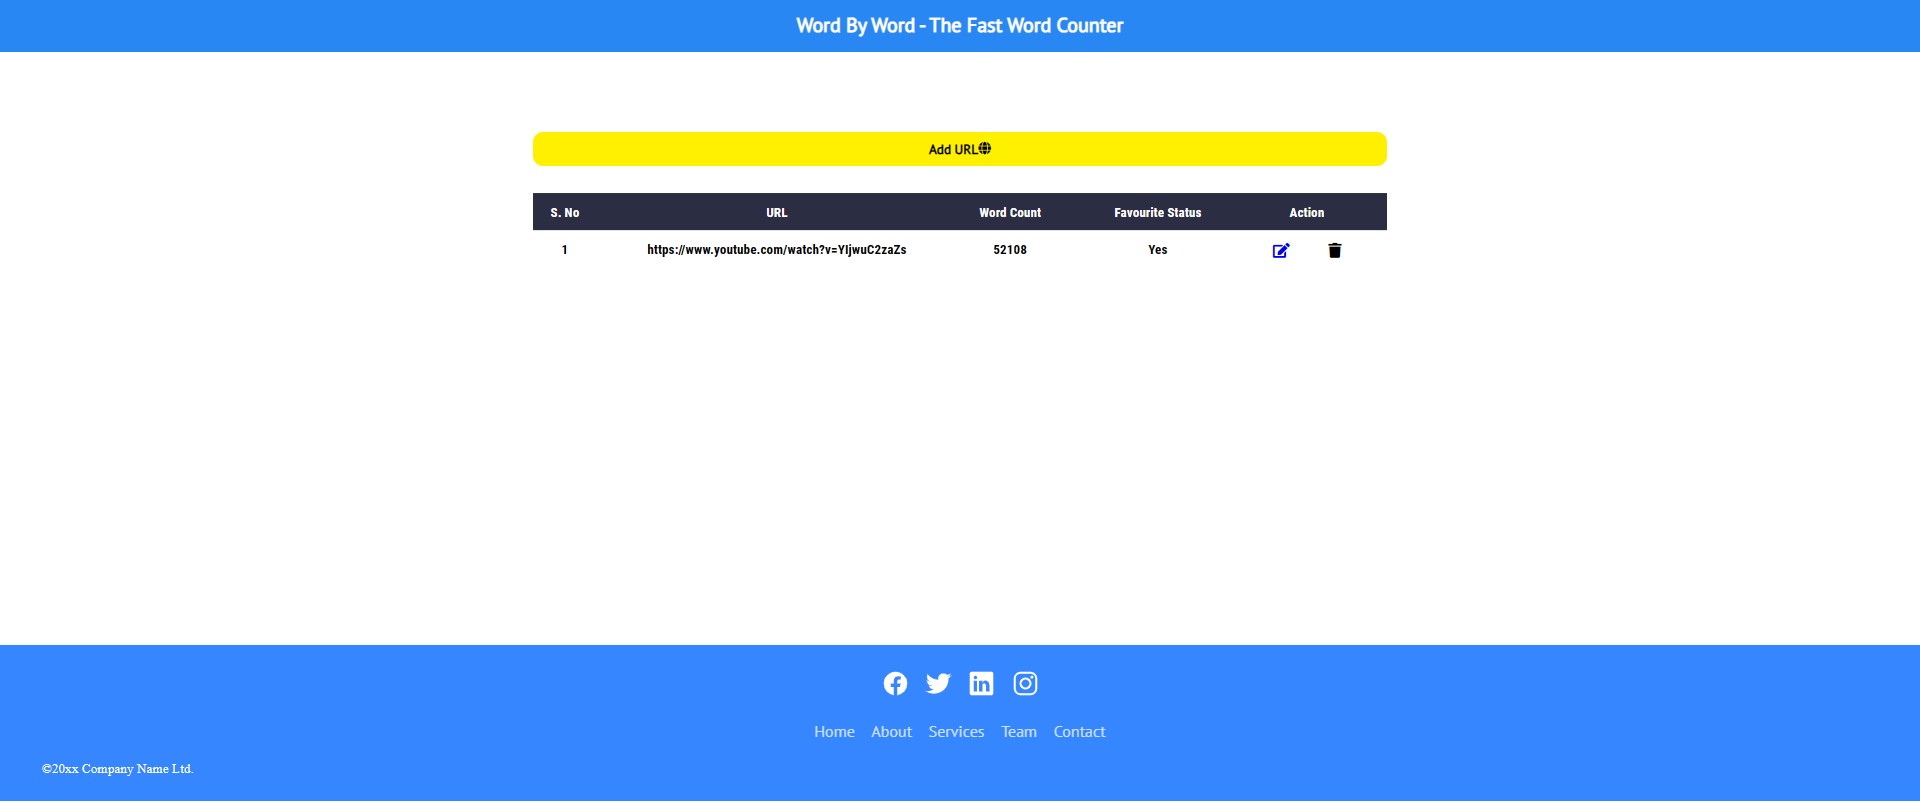 Word By Word - The Fast Word Counter
Add URL
S. No URL Word Count Favourite Status Action
1 https://www.youtube.com/watch?v=YIjwuC2zaZs 52108 Yes
Home About Services Team Contact
©20xx Company Name Ltd.